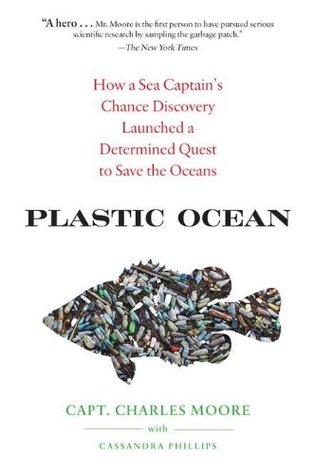 “A hero . . . Mr. Moore is the first person to have pursued serious
scientific research by sampling the garbage patch.”
—The New York Times
How a Sea Captain’s
Chance Discovery
Launched a
Determined Quest
to Save the Oceans
PLASTIC OCEAN
CAPT. CHARLES MOORE
with
CASSANDRA PHILLIPS